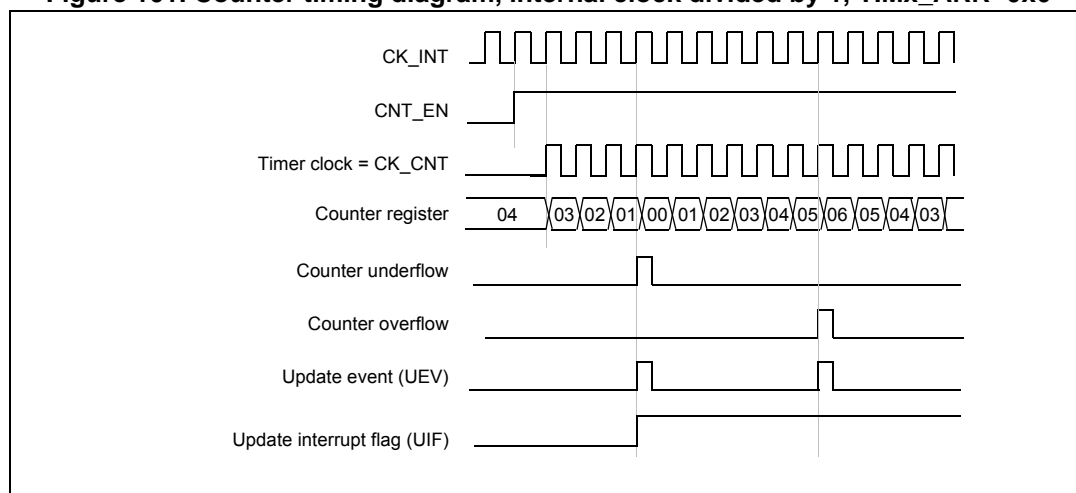 CK_INT
CNT_EN
Timer clock = CK_CNT
Counter register 04 03 02 01 00 01 02 03 04 05 06 05 04 03
Counter underflow
Counter overflow
Update event (UEV)
Update interrupt flag (UIF)